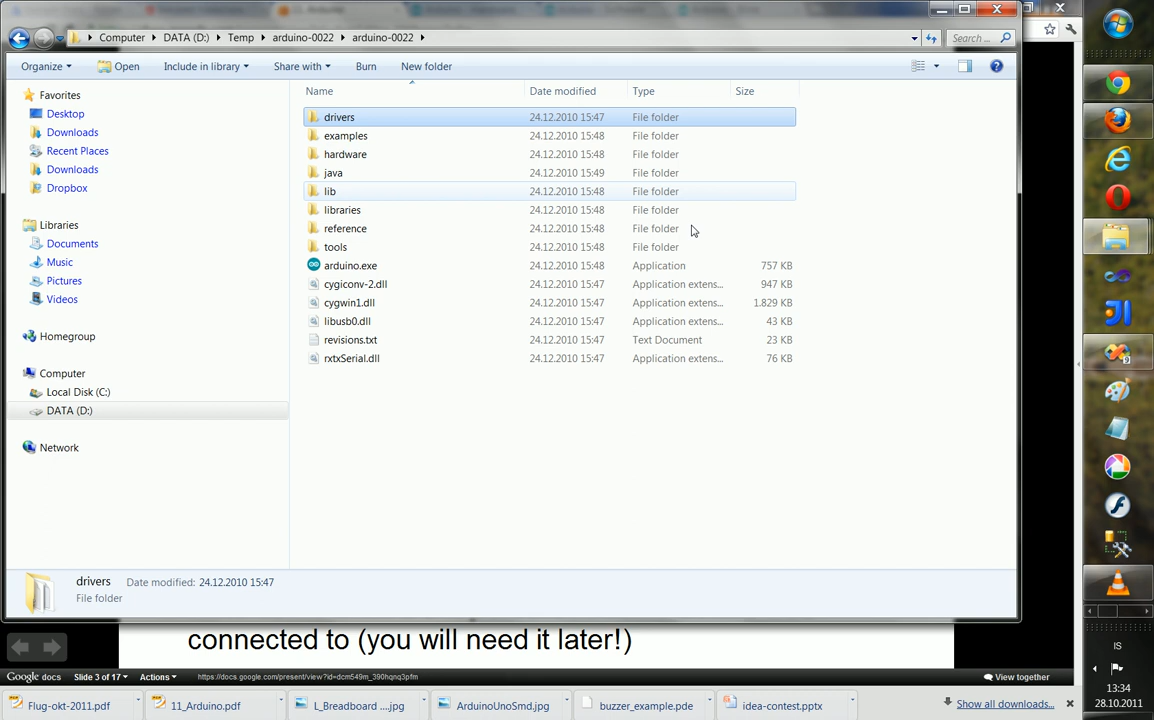 Computer DATA (D:) Temp arduino-0022 arduino-0022
Search ...
Organize Open Include in library Share with Burn New folder
Name Date modified Type Size
Favorites
Desktop
Downloads
Recent Places
Downloads
Dropbox
Libraries
Documents
Music
Pictures
Videos
Homegroup
Computer
Local Disk (C:)
DATA (D:)
Network
drivers 24.12.2010 15:47 File folder
examples 24.12.2010 15:48 File folder
hardware 24.12.2010 15:48 File folder
java 24.12.2010 15:49 File folder
lib 24.12.2010 15:48 File folder
libraries 24.12.2010 15:48 File folder
reference 24.12.2010 15:48 File folder
tools 24.12.2010 15:47 File folder
arduino.exe 24.12.2010 15:48 Application 757 KB
cygiconv-2.dll 24.12.2010 15:47 Application extens... 947 KB
cygwin1.dll 24.12.2010 15:47 Application extens... 1.829 KB
libusb0.dll 24.12.2010 15:47 Application extens... 43 KB
revisions.txt 24.12.2010 15:47 Text Document 23 KB
rxtxSerial.dll 24.12.2010 15:47 Application extens... 76 KB
drivers Date modified: 24.12.2010 15:47
File folder
connected to (you will need it later!)
Google docs Slide 3 of 17 Actions https://docs.google.com/present/view?id=dcm549m_390hqnq3pfm View together
Flug-okt-2011.pdf 11_Arduino.pdf L_Breadboard ....jpg ArduinoUnoSmd.jpg buzzer_example.pde idea-contest.pptx Show all downloads...
IS
13:34
28.10.2011